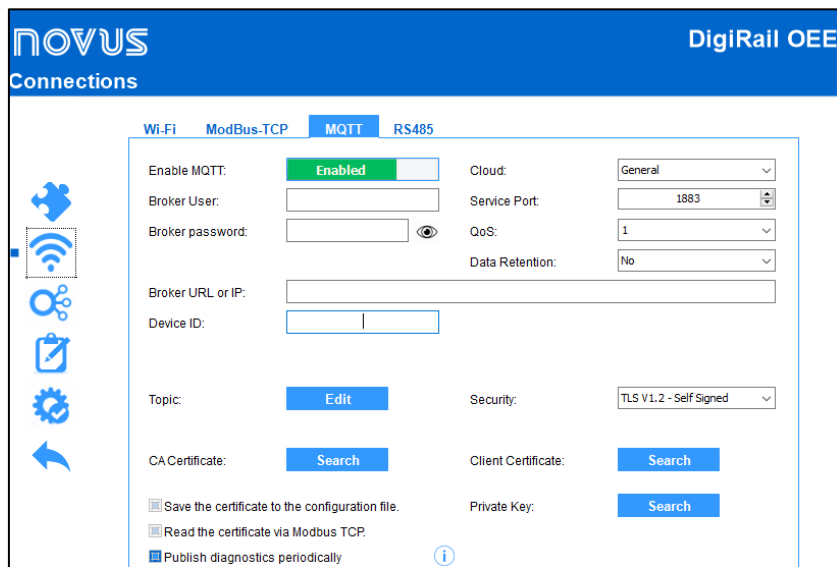 novus
DigiRail OEE
Connections
Wi-Fi ModBus-TCP MQTT RS485
Enable MQTT: Enabled Cloud: General
Broker User: Service Port: 1883
Broker password: QoS: 1
Data Retention: No
Broker URL or IP:
Device ID:
Topic: Edit Security: TLS V1.2 - Self Signed
CA Certificate: Search Client Certificate: Search
Save the certificate to the configuration file. Private Key: Search
Read the certificate via Modbus TCP.
Publish diagnostics periodically i